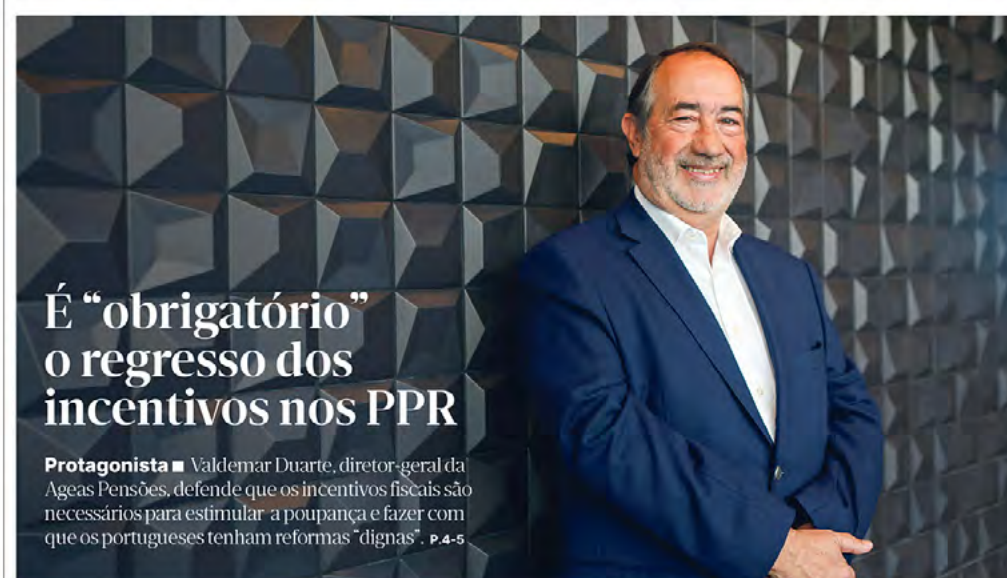 É “obrigatório”
o regresso dos
incentivos nos PPR
Protagonista ■ Valdemar Duarte, diretor-geral da
Ageas Pensões, defende que os incentivos fiscais são
necessários para estimular a poupança e fazer com
que os portugueses tenham reformas “dignas”. P.4-5